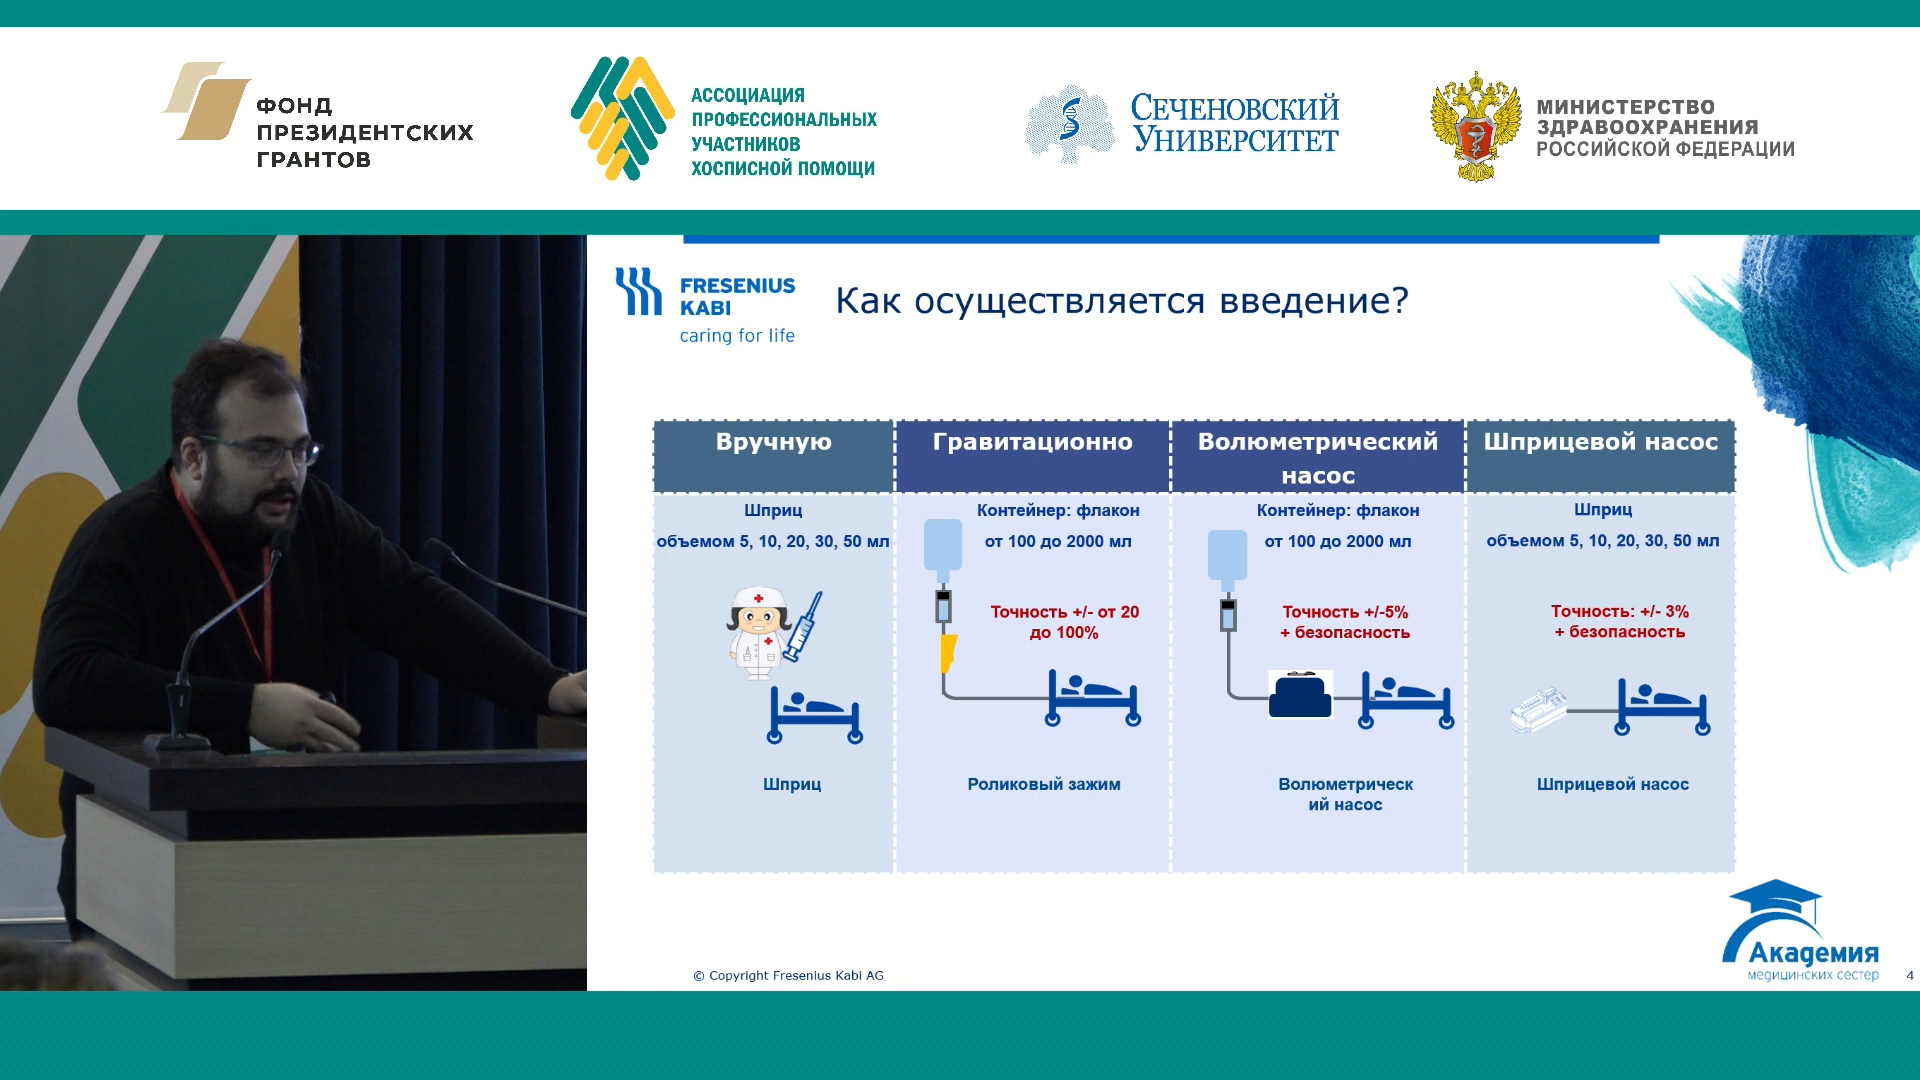 ФОНД
ПРЕЗИДЕНТСКИХ
ГРАНТОВ
АССОЦИАЦИЯ
ПРОФЕССИОНАЛЬНЫХ
УЧАСТНИКОВ
ХОСПИСНОЙ ПОМОЩИ
СЕЧЕНОВСКИЙ
УНИВЕРСИТЕТ
МИНИСТЕРСТВО
ЗДРАВООХРАНЕНИЯ
РОССИЙСКОЙ ФЕДЕРАЦИИ
FRESENIUS
KABI
caring for life
Как осуществляется введение?
Вручную
Шприц
объемом 5, 10, 20, 30, 50 мл
Шприц
Гравитационно
Контейнер: флакон
от 100 до 2000 мл
Точность +/- от 20
до 100%
Роликовый зажим
Волюметрический
насос
Контейнер: флакон
от 100 до 2000 мл
Точность +/-5%
+ безопасность
Волюметрическ
ий насос
Шприцевой насос
Шприц
объемом 5, 10, 20, 30, 50 мл
Точность: +/- 3%
+ безопасность
Шприцевой насос
© Copyright Fresenius Kabi AG
Академия
медицинских сестер
4